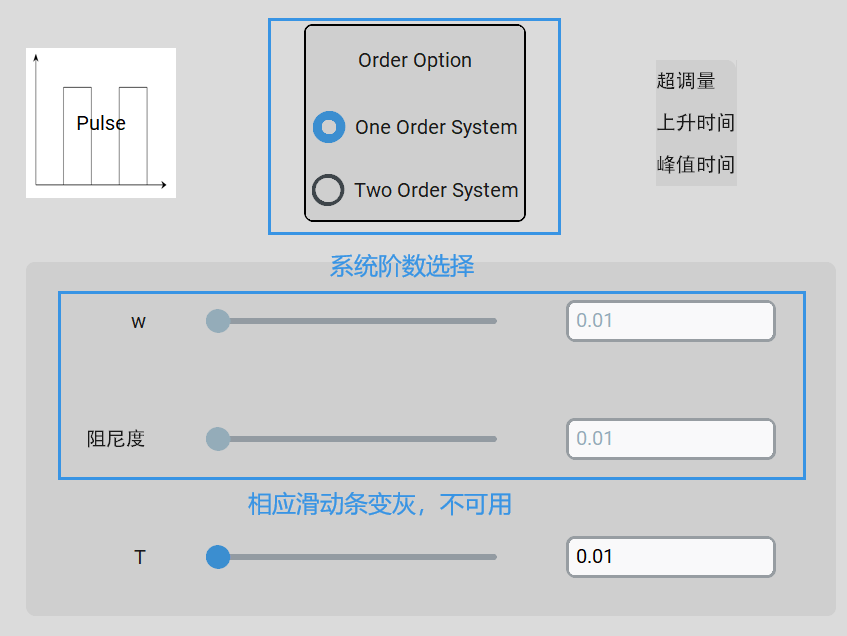 Pulse
Order Option
One Order System
Two Order System
超调量
上升时间
峰值时间
系统阶数选择
w
0.01
阻尼度
0.01
相应滑动条变灰，不可用
T
0.01